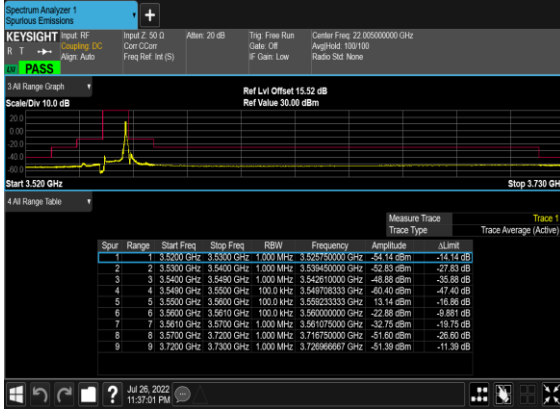 Spectrum Analyzer 1
Spurious Emissions
+
KEYSIGHT Input: RF Input Z: 50 Ω Atten: 20 dB Trig: Free Run Center Freq: 22.005000000 GHz
R T Coupling: DC Corr CCorr Gate: Off Avg|Hold: 100/100
Align: Auto Freq Ref: Int (S) IF Gain: Low Radio Std: None
PASS
3 All Range Graph
Ref Lvl Offset 15.52 dB
Scale/Div 10.0 dB Ref Value 30.00 dBm
20.0
0.00
-20.0
-40.0
-60.0
Start 3.520 GHz Stop 3.730 GH
4 All Range Table
Measure Trace Trace 1
Trace Type Trace Average (Active)
Spur Range Start Freq Stop Freq RBW Frequency Amplitude ΔLimit
1 1 3.5200 GHz 3.5300 GHz 1.000 MHz 3.525750000 GHz -54.14 dBm -14.14 dB
2 2 3.5300 GHz 3.5400 GHz 1.000 MHz 3.539450000 GHz -52.83 dBm -27.83 dB
3 3 3.5400 GHz 3.5490 GHz 1.000 MHz 3.542610000 GHz -48.88 dBm -35.88 dB
4 4 3.5490 GHz 3.5500 GHz 100.0 kHz 3.549708333 GHz -60.40 dBm -47.40 dB
5 5 3.5500 GHz 3.5600 GHz 100.0 kHz 3.559233333 GHz 13.14 dBm -16.86 dB
6 6 3.5600 GHz 3.5610 GHz 100.0 kHz 3.560000000 GHz -22.88 dBm -9.881 dB
7 7 3.5610 GHz 3.5700 GHz 1.000 MHz 3.561075000 GHz -32.75 dBm -19.75 dB
8 8 3.5700 GHz 3.7200 GHz 1.000 MHz 3.716750000 GHz -51.60 dBm -26.60 dB
9 9 3.7200 GHz 3.7300 GHz 1.000 MHz 3.726966667 GHz -51.39 dBm -11.39 dB
? Jul 26, 2022
11:37:01 PM